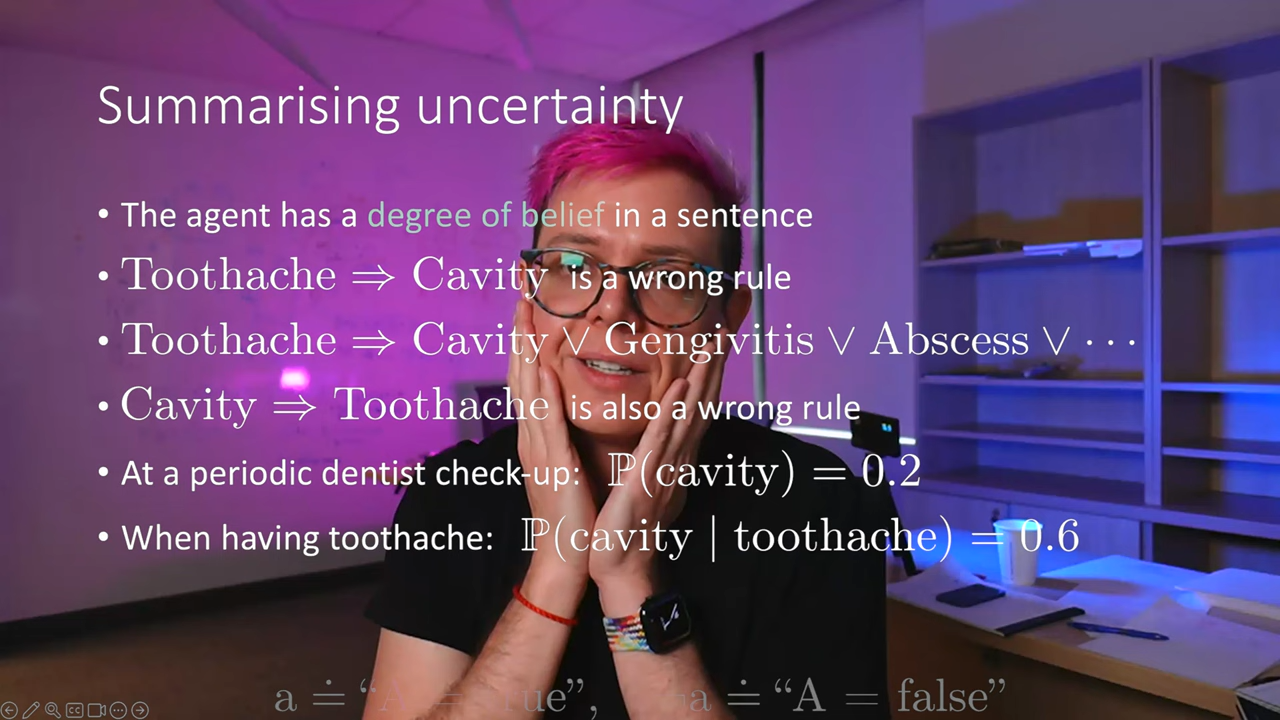 Summarising uncertainty
• The agent has a degree of belief in a sentence
• Toothache ⇒ Cavity is a wrong rule
• Toothache ⇒ Cavity ∨ Gengivitis ∨ Abscess ∨ ···
• Cavity ⇒ Toothache is also a wrong rule
• At a periodic dentist check-up: ℙ(cavity) = 0.2
• When having toothache: ℙ(cavity | toothache) = 0.6
a ≐ “A = true”, ¬a ≐ “A = false”